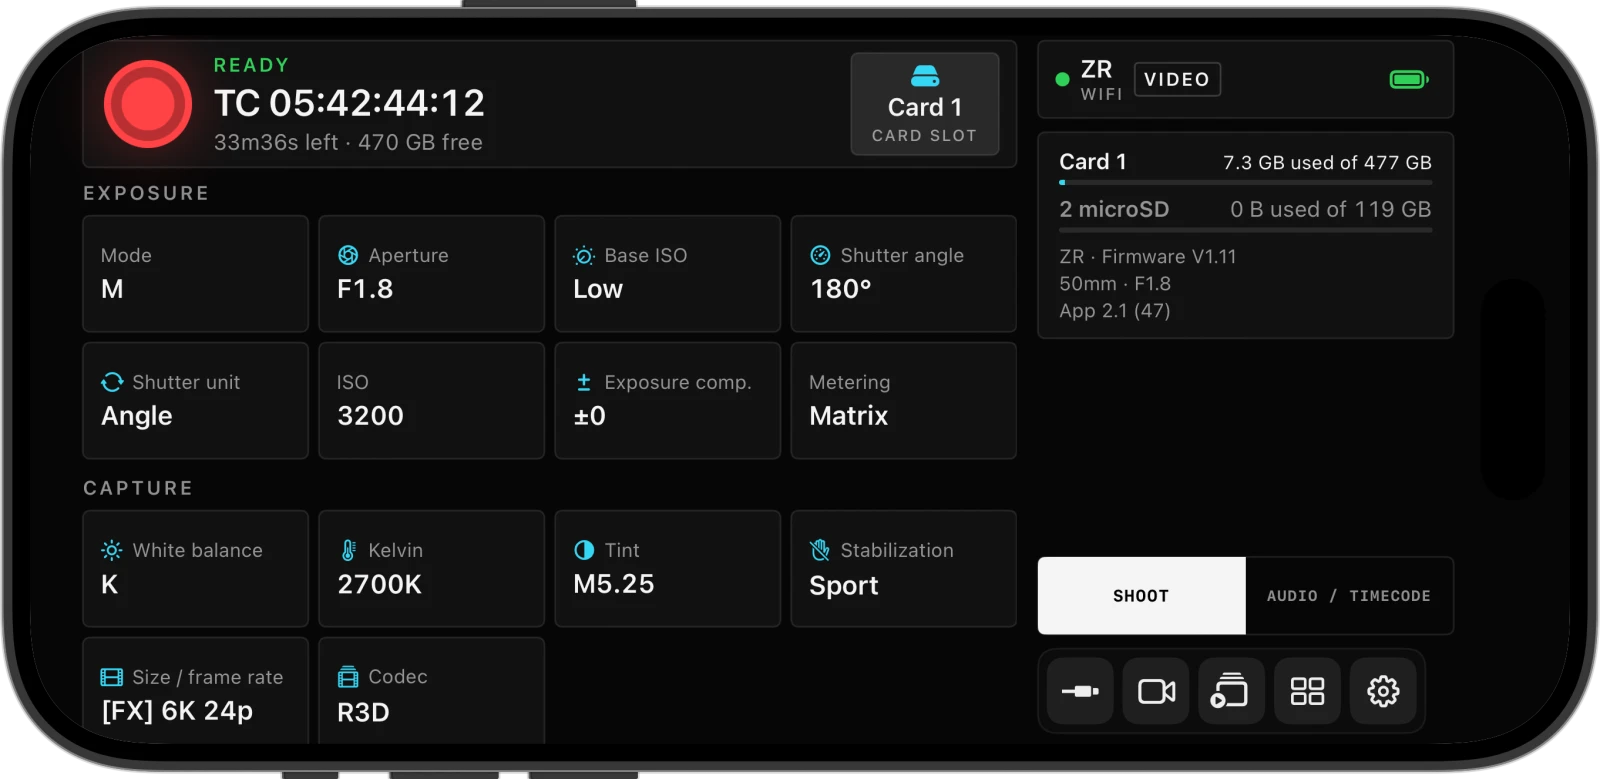 READY
TC 05:42:44:12
33m36s left · 470 GB free
Card 1
CARD SLOT
EXPOSURE
Mode
M
Aperture
F1.8
Base ISO
Low
Shutter angle
180°
Shutter unit
Angle
ISO
3200
Exposure comp.
±0
Metering
Matrix
CAPTURE
White balance
K
Kelvin
2700K
Tint
M5.25
Stabilization
Sport
Size / frame rate
[FX] 6K 24p
Codec
R3D
ZR
WIFI
VIDEO
Card 1 7.3 GB used of 477 GB
2 microSD 0 B used of 119 GB
ZR · Firmware V1.11
50mm · F1.8
App 2.1 (47)
SHOOT
AUDIO / TIMECODE